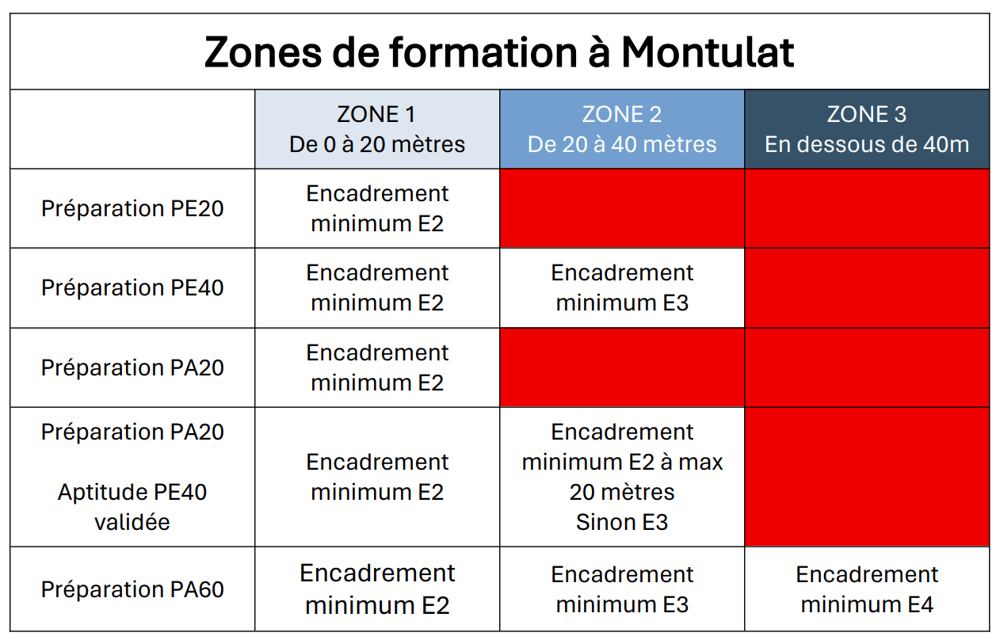 Zones de formation à Montulat
ZONE 1
De 0 à 20 mètres
ZONE 2
De 20 à 40 mètres
ZONE 3
En dessous de 40m
Préparation PE20
Encadrement
minimum E2
Préparation PE40
Encadrement
minimum E2
Encadrement
minimum E3
Préparation PA20
Encadrement
minimum E2
Préparation PA20
Aptitude PE40
validée
Encadrement
minimum E2
Encadrement
minimum E2 à max
20 mètres
Sinon E3
Préparation PA60
Encadrement
minimum E2
Encadrement
minimum E3
Encadrement
minimum E4